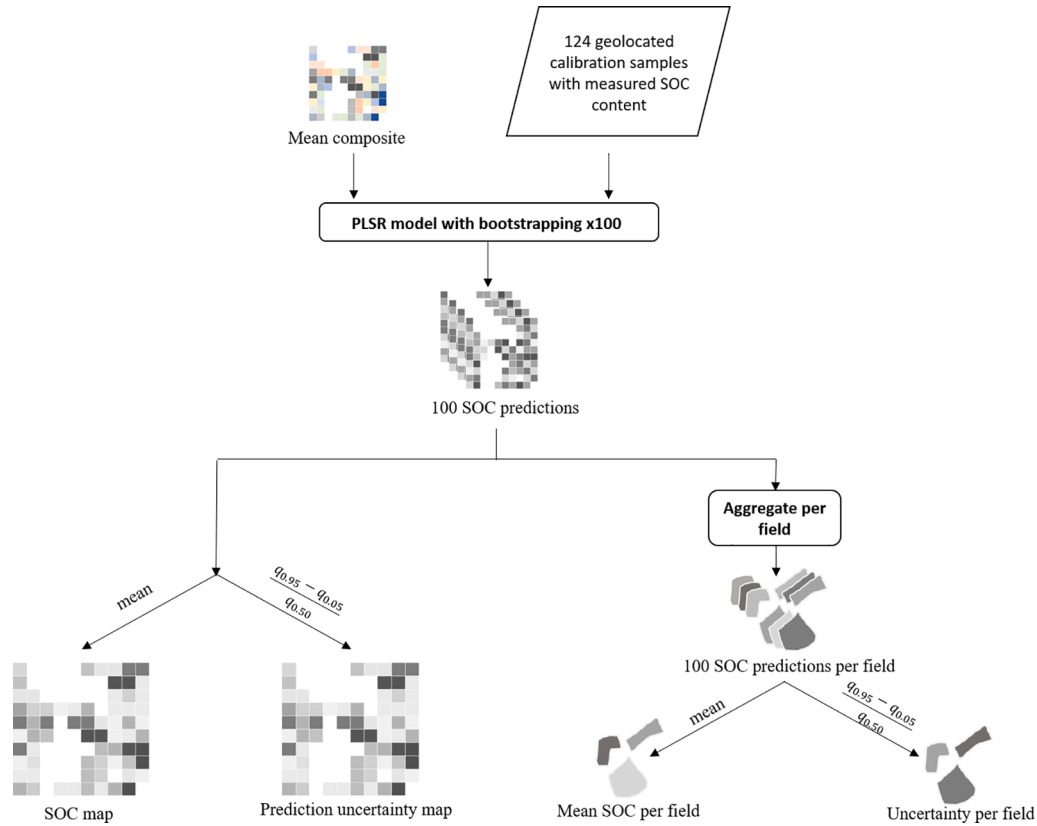 124 geolocated
calibration samples
with measured SOC
content
Mean composite
PLSR model with bootstrapping x100
100 SOC predictions
Aggregate per
field
mean
q0.95 − q0.05
q0.50
100 SOC predictions per field
mean
q0.95 − q0.05
q0.50
SOC map
Prediction uncertainty map
Mean SOC per field
Uncertainty per field